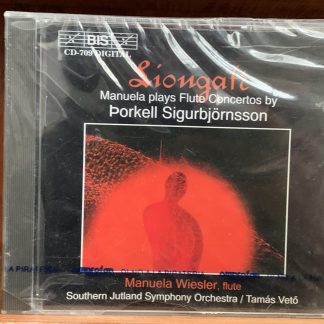 BIS
CD-709 DIGITAL
Liongate
Manuela plays Flute Concertos by
Þorkell Sigurbjörnsson
Manuela Wiesler, flute
Southern Jutland Symphony Orchestra / Tamás Vető